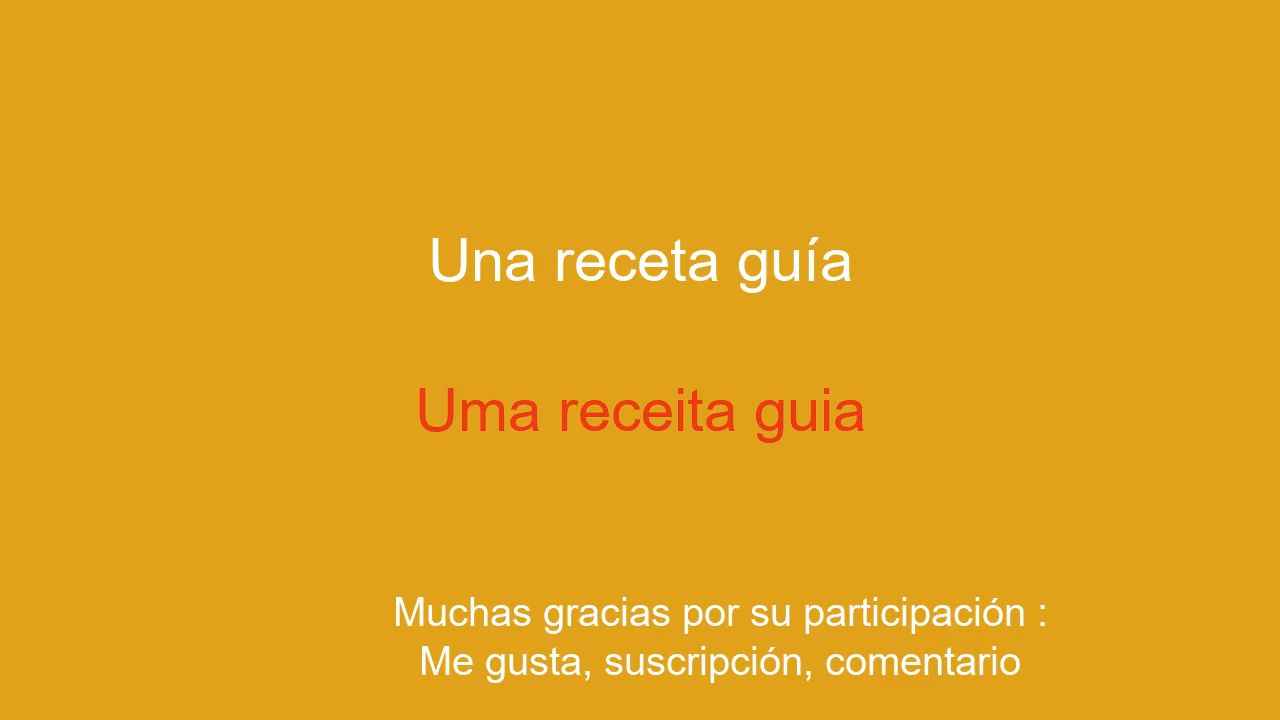 Una receta guía
Uma receita guia
Muchas gracias por su participación :
Me gusta, suscripción, comentario